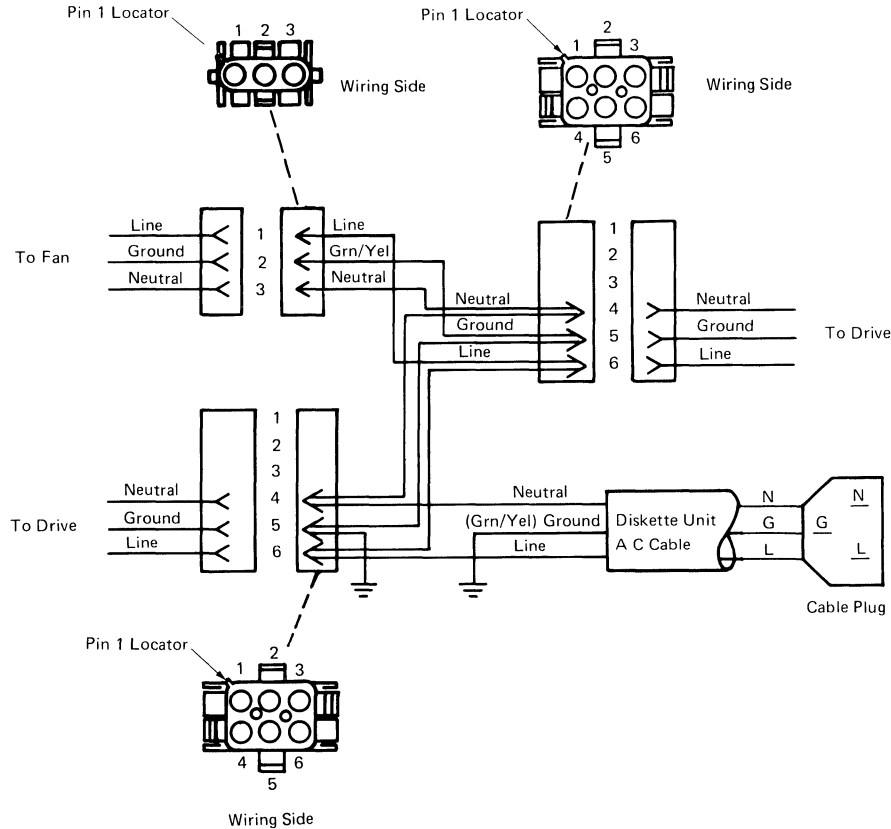 Pin 1 Locator
1 2 3
Wiring Side
Pin 1 Locator
2
1 3
Wiring Side
4 6
5
To Fan
Line
Ground
Neutral
1
2
3
Line
Grn/Yel
Neutral
Neutral
Ground
Line
1
2
3
4
5
6
Neutral
Ground
Line
To Drive
To Drive
Neutral
Ground
Line
1
2
3
4
5
6
Neutral
(Grn/Yel) Ground
Line
Diskette Unit
A C Cable
N
G
L
N
G
L
Cable Plug
Pin 1 Locator
2
1 3
4 6
5
Wiring Side